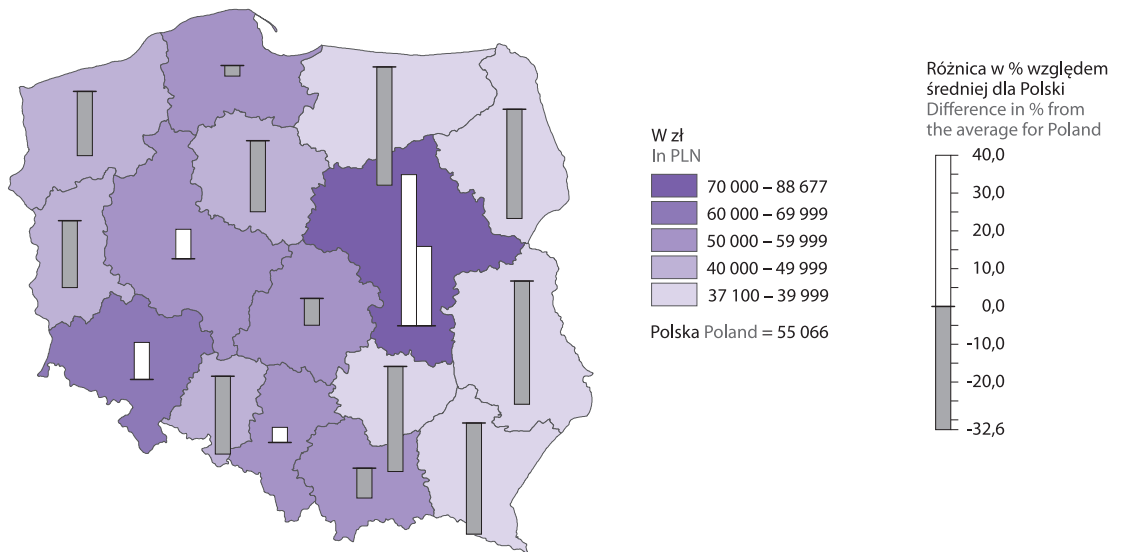 W zł
In PLN
70 000 – 88 677
60 000 – 69 999
50 000 – 59 999
40 000 – 49 999
37 100 – 39 999
Polska Poland = 55 066
Różnica w % względem
średniej dla Polski
Difference in % from
the average for Poland
40,0
30,0
20,0
10,0
0,0
-10,0
-20,0
-32,6